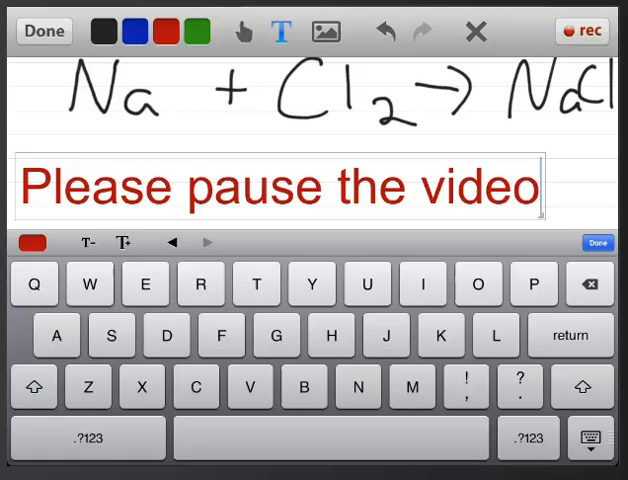 Done T rec
Na + Cl2 → NaCl
Please pause the video
T- T+ Done
Q W E R T Y U I O P
A S D F G H J K L return
Z X C V B N M ! , ? .
.?123 .?123